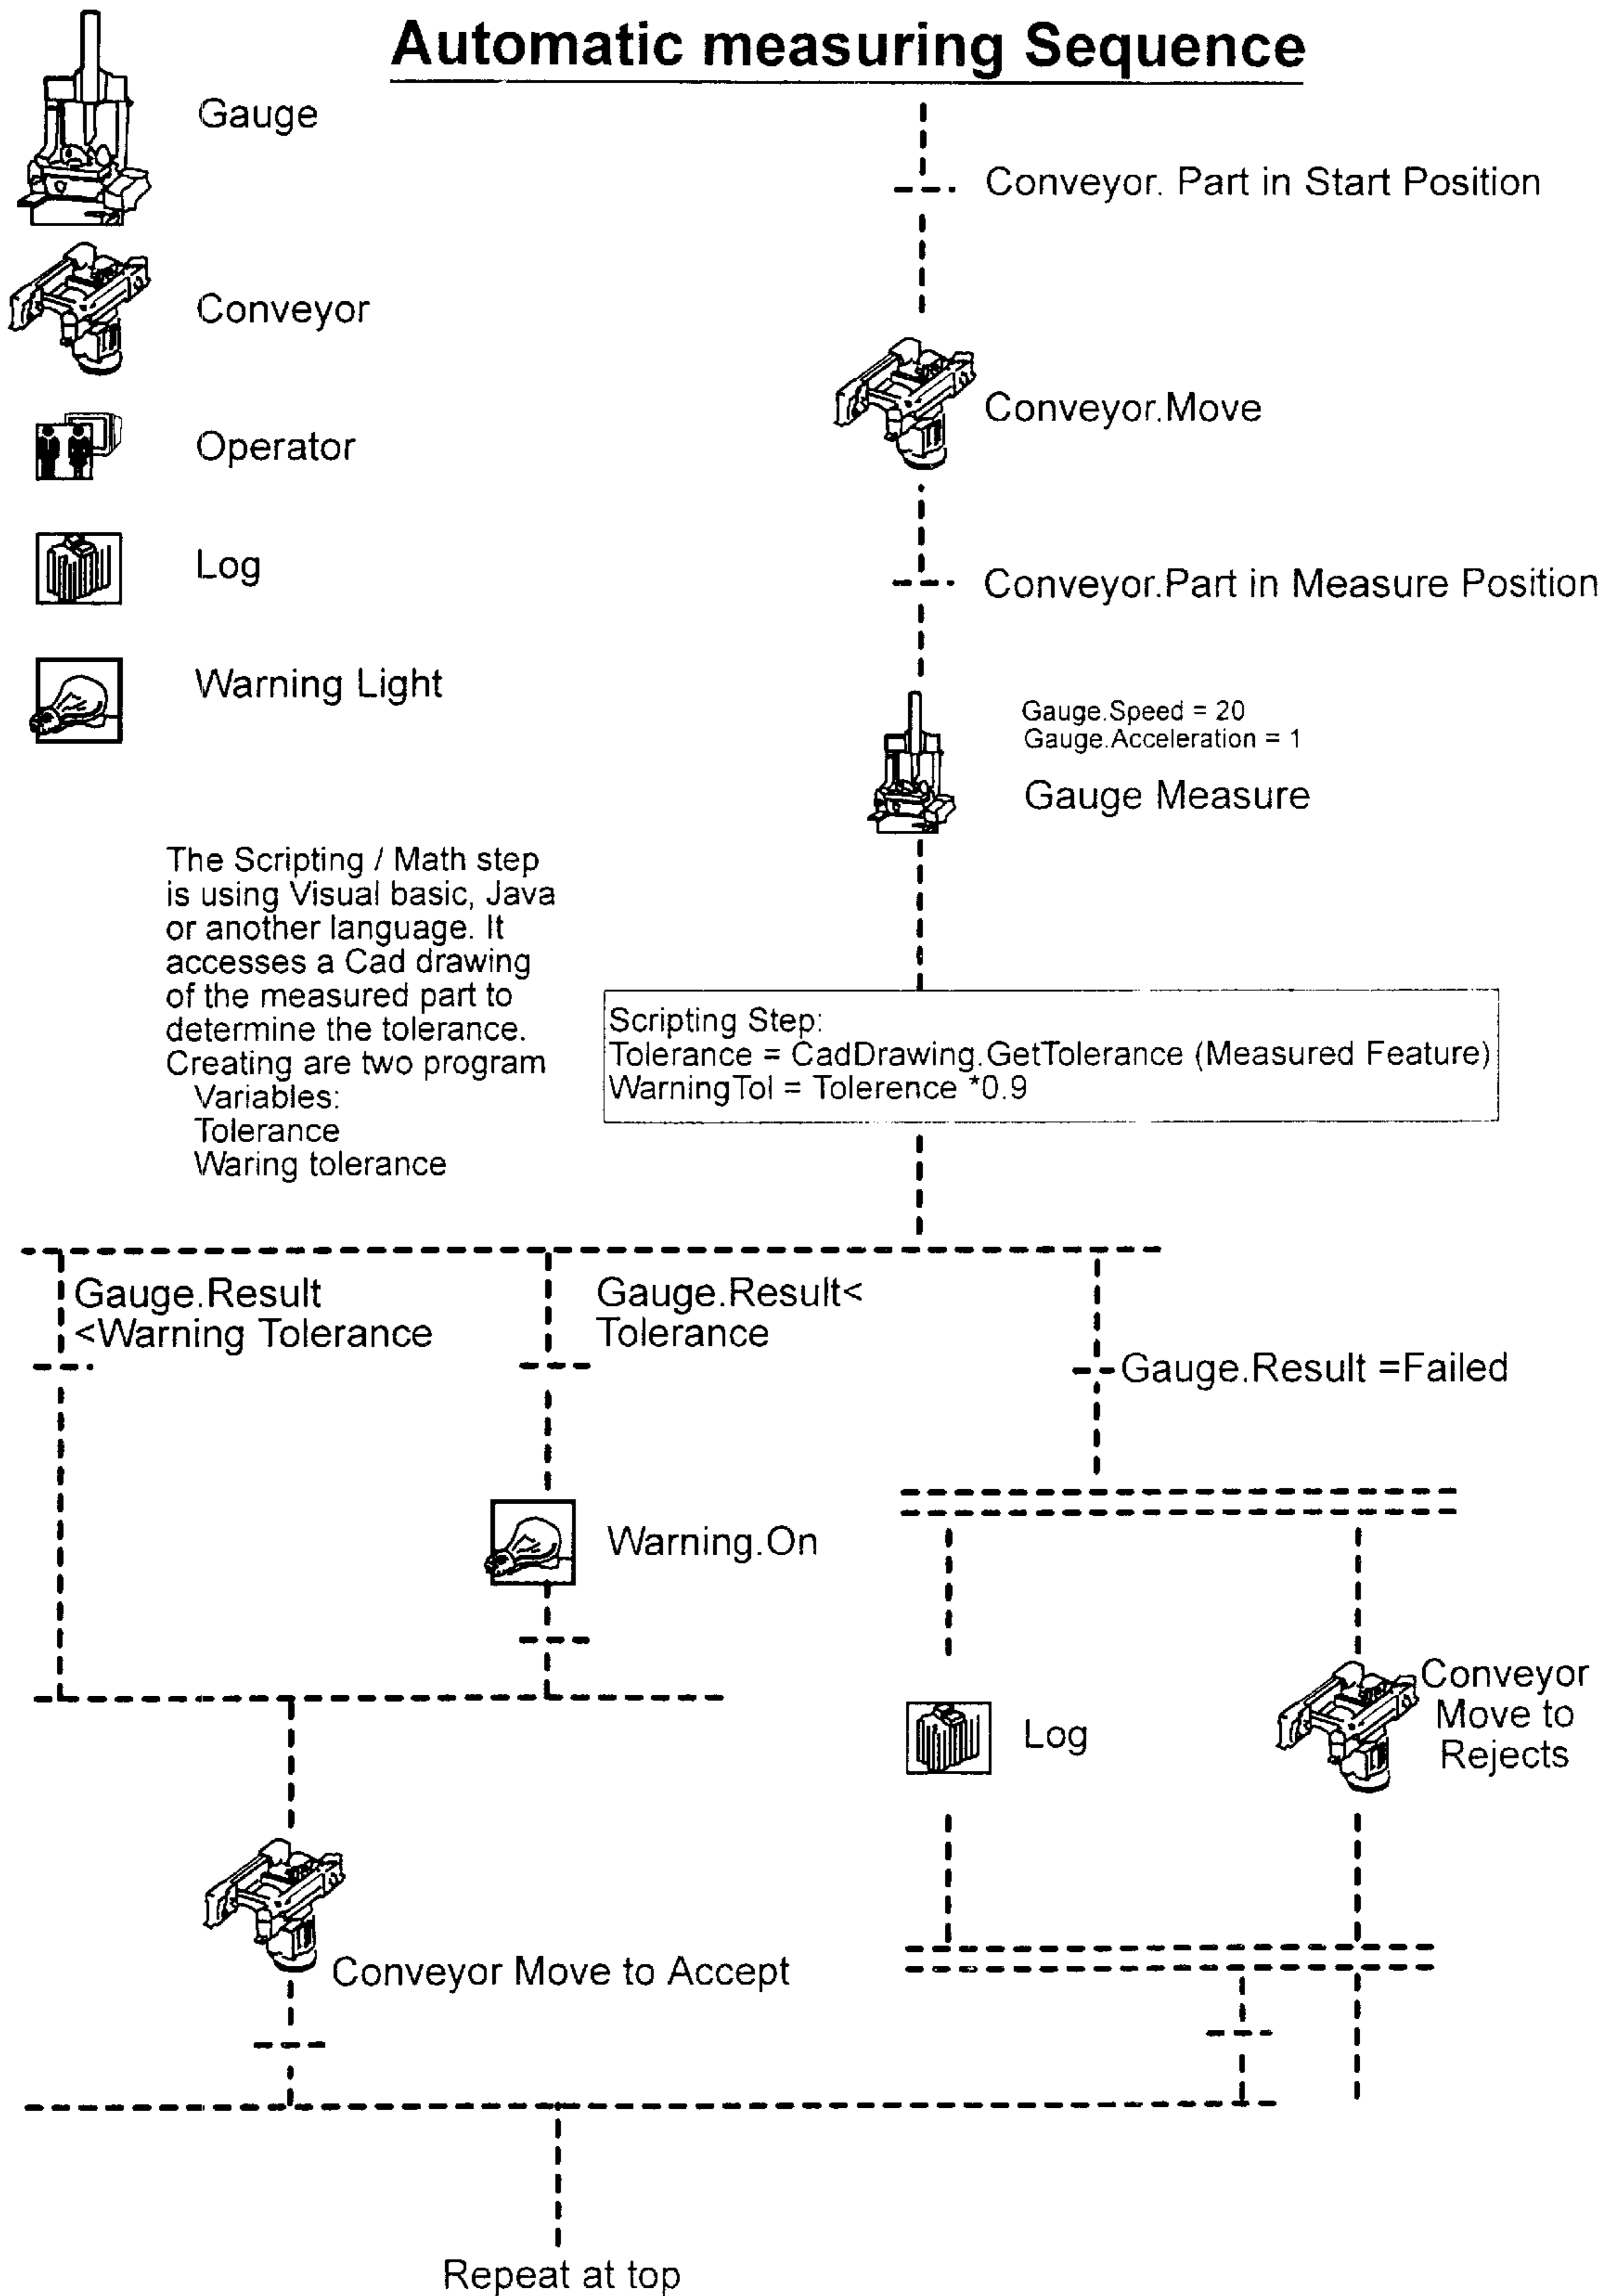 Automatic measuring Sequence
Gauge
Conveyor
Operator
Log
Warning Light
Conveyor. Part in Start Position
Conveyor.Move
Conveyor.Part in Measure Position
Gauge.Speed = 20
Gauge.Acceleration = 1
Gauge Measure
The Scripting / Math step
is using Visual basic, Java
or another language. It
accesses a Cad drawing
of the measured part to
determine the tolerance.
Creating are two program
Variables:
Tolerance
Waring tolerance
Scripting Step:
Tolerance = CadDrawing.GetTolerance (Measured Feature)
WarningTol = Tolerence *0.9
Gauge.Result
<Warning Tolerance
Gauge.Result<
Tolerance
Gauge.Result =Failed
Warning.On
Log
Conveyor
Move to
Rejects
Conveyor Move to Accept
Repeat at top